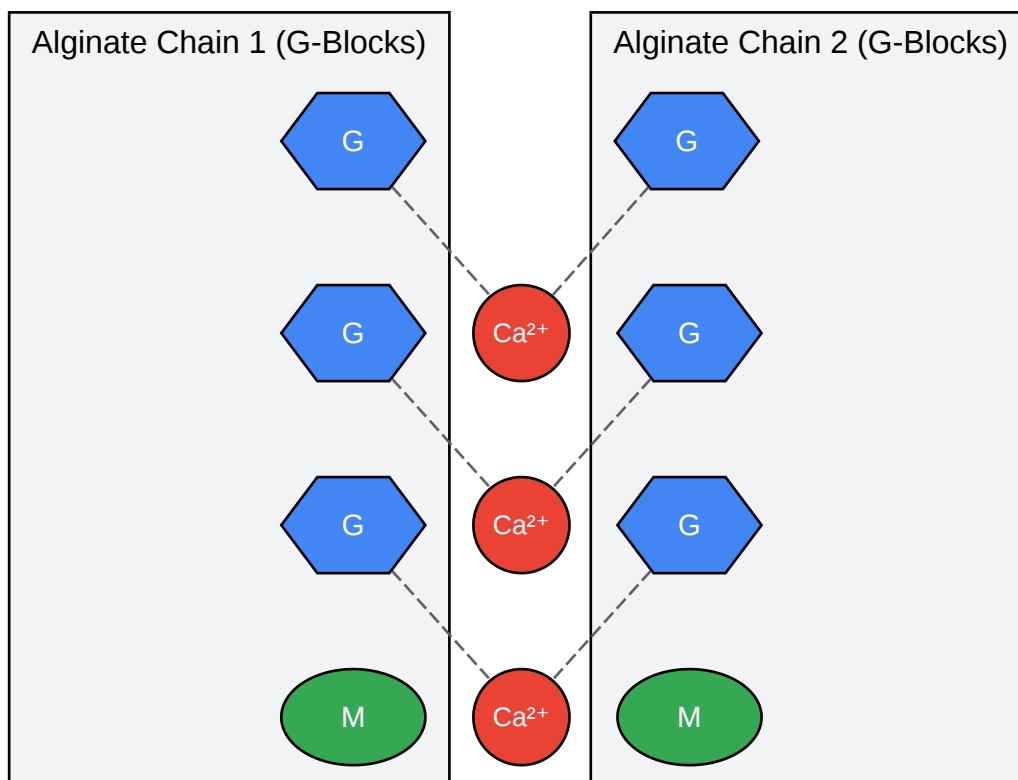 Alginate Chain 1 (G-Blocks)
Alginate Chain 2 (G-Blocks)
G
G
G
Ca²⁺
G
G
Ca²⁺
G
M
Ca²⁺
M